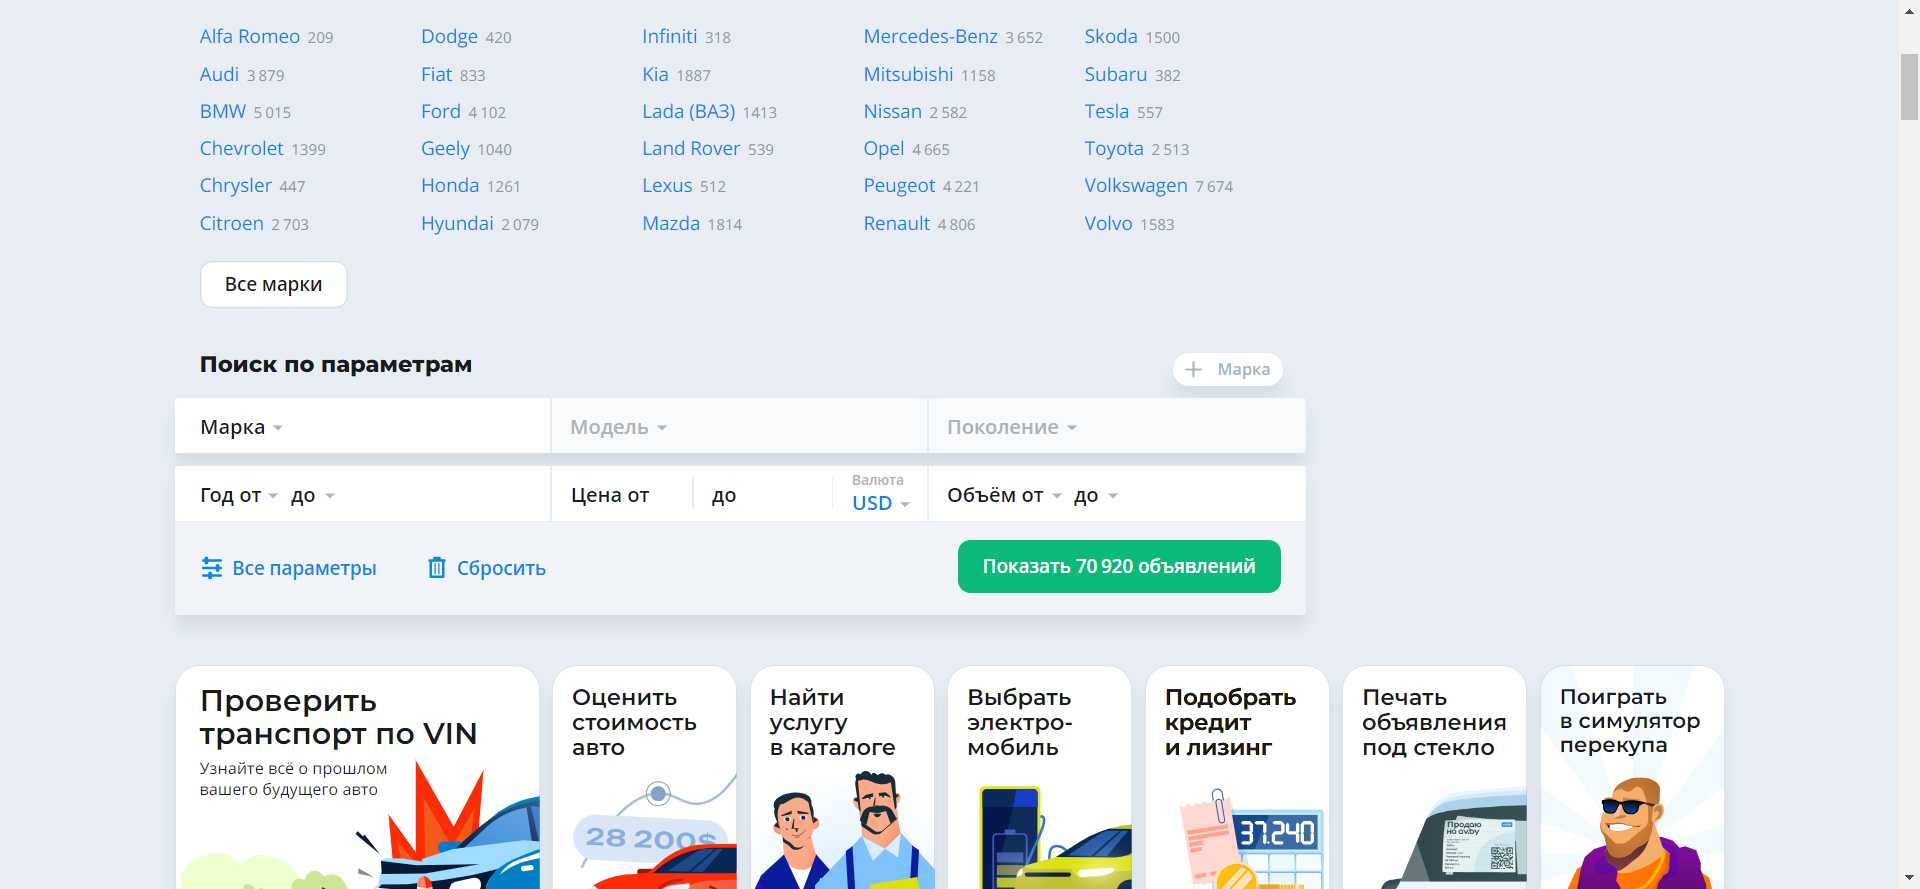 Alfa Romeo 209
Dodge 420
Infiniti 318
Mercedes-Benz 3 652
Skoda 1500
Audi 3 879
Fiat 833
Kia 1887
Mitsubishi 1158
Subaru 382
BMW 5 015
Ford 4 102
Lada (ВАЗ) 1413
Nissan 2 582
Tesla 557
Chevrolet 1399
Geely 1040
Land Rover 539
Opel 4 665
Toyota 2 513
Chrysler 447
Honda 1261
Lexus 512
Peugeot 4 221
Volkswagen 7 674
Citroen 2 703
Hyundai 2 079
Mazda 1814
Renault 4 806
Volvo 1583
Все марки
Поиск по параметрам
Марка
Марка
Модель
Поколение
Год от
до
Цена от
до
Валюта
USD
Объём от
до
Все параметры
Сбросить
Показать 70 920 объявлений
Проверить
транспорт по VIN
Узнайте всё о прошлом
вашего будущего авто
Оценить
стоимость
авто
28 200$
Найти
услугу
в каталоге
Выбрать
электро-
мобиль
Подобрать
кредит
и лизинг
37.240
Печать
объявления
под стекло
Продаю
на av.by
Поиграть
в симулятор
перекупа